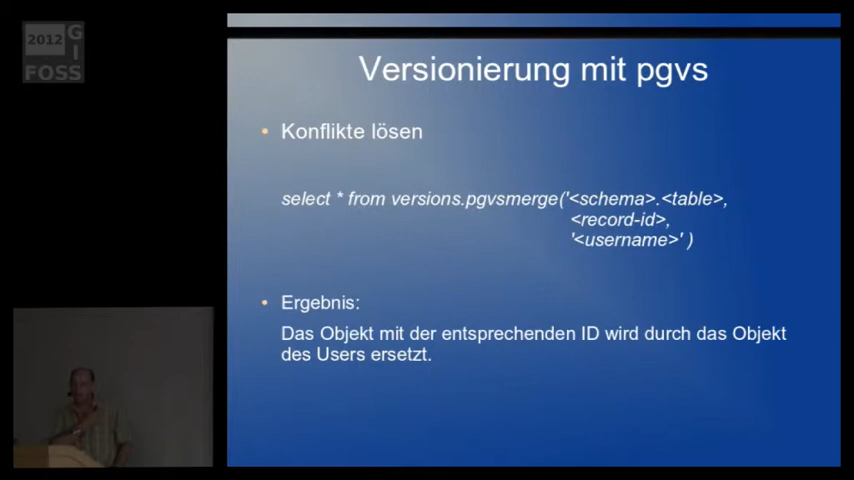 2012
G
I
FOSS
Versionierung mit pgvs
• Konflikte lösen
select * from versions.pgvsmerge('<schema>.<table>,
<record-id>,
'<username>' )
• Ergebnis:
Das Objekt mit der entsprechenden ID wird durch das Objekt
des Users ersetzt.